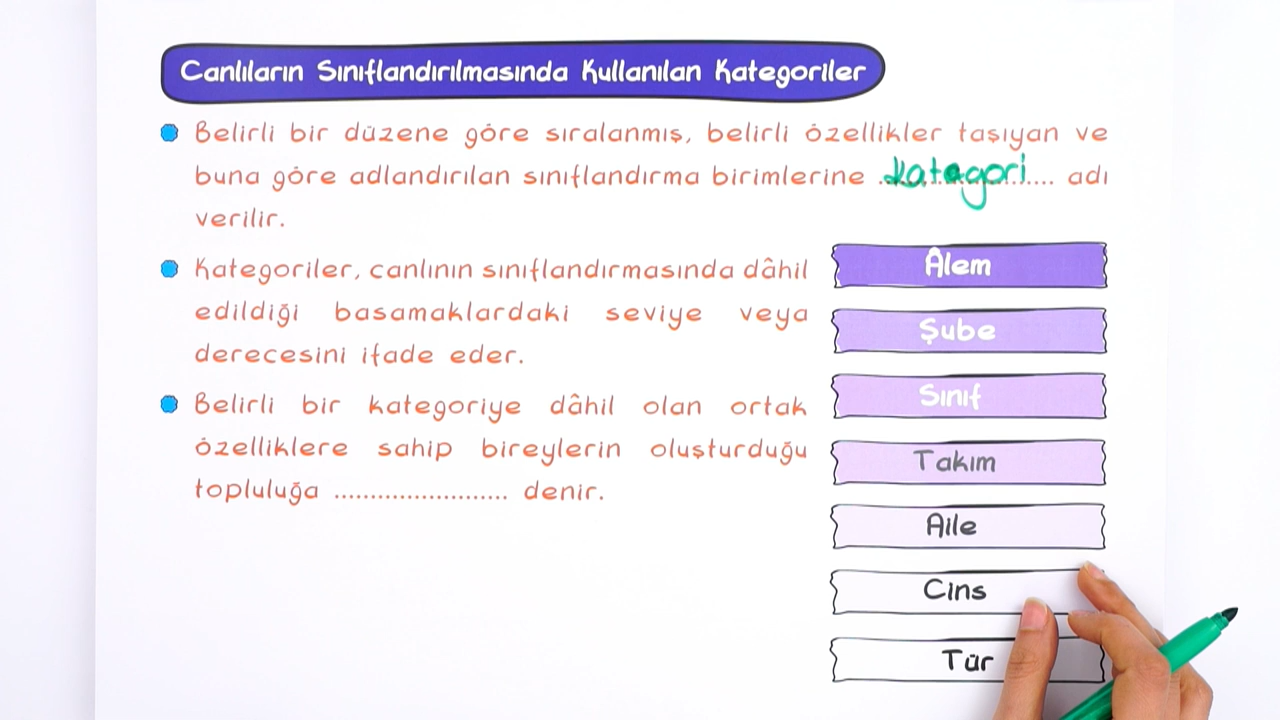 Canlıların Sınıflandırılmasında Kullanılan Kategoriler
Belirli bir düzene göre sıralanmış, belirli özellikler taşıyan ve
buna göre adlandırılan sınıflandırma birimlerine kategori adı
verilir.
Kategoriler, canlının sınıflandırmasında dâhil
edildiği basamaklardaki seviye veya
derecesini ifade eder.
Belirli bir kategoriye dâhil olan ortak
özelliklere sahip bireylerin oluşturduğu
topluluğa ........................ denir.
Âlem
Şube
Sınıf
Takım
Aile
Cins
Tür